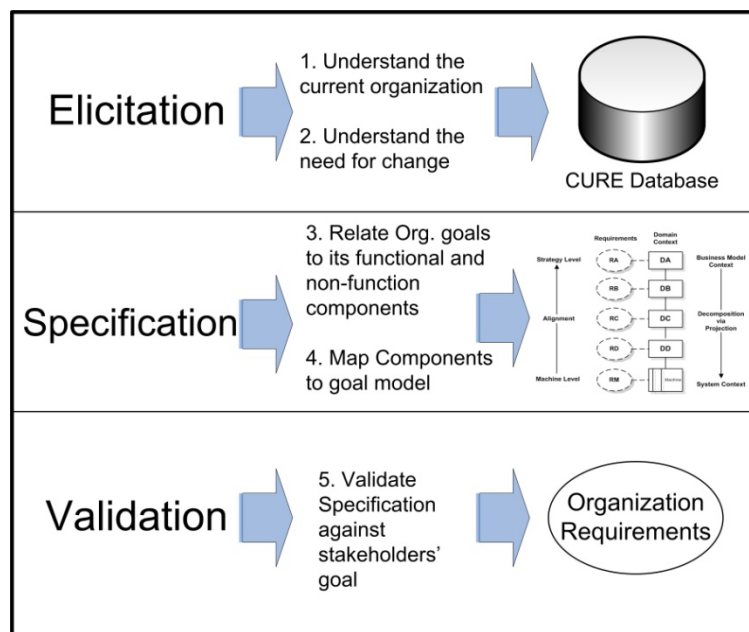 Elicitation
1. Understand the
current organization
2. Understand the
need for change
CURE Database
Specification
3. Relate Org. goals
to its functional and
non-function
components
4. Map Components
to goal model
Requirements
Domain
Context
Strategy Level
RA
DA
Business Model
Context
RB
DB
Alignment
RC
DC
Decomposition
via
Projection
RD
DD
Machine Level
RM
Machine
System Context
Validation
5. Validate
Specification
against
stakeholders'
goal
Organization
Requirements